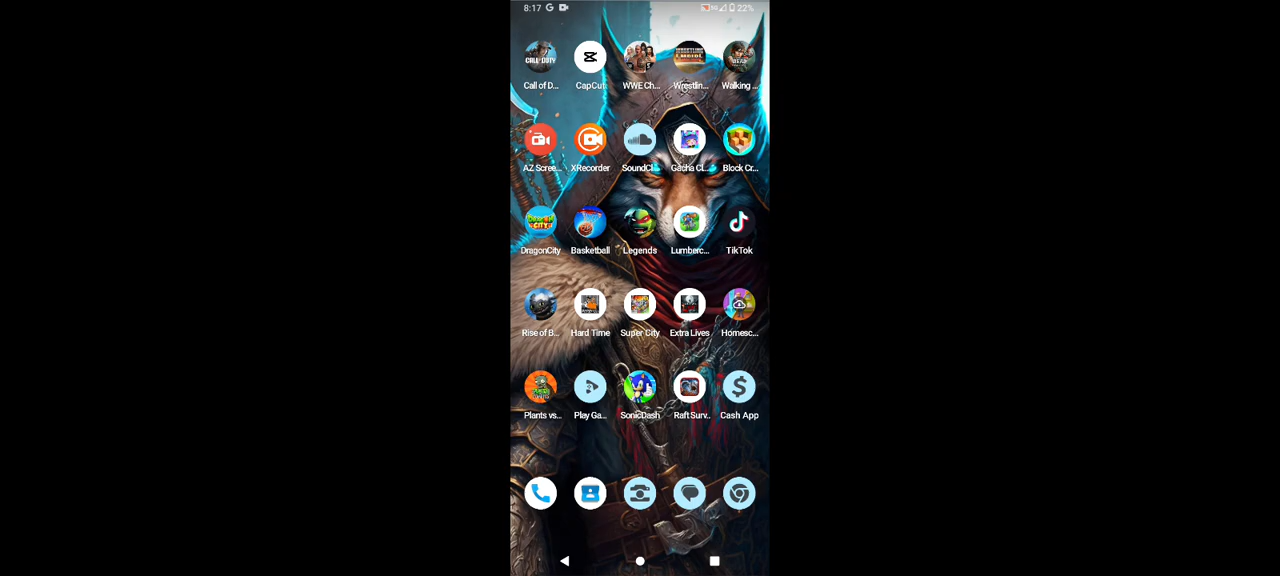 8:17 G 5G 22%
Call of D... CapCut WWE Ch... Wrestlin... Walking ...
AZ Scree... XRecorder SoundCl... Gacha Cl... Block Cr...
DragonCity Basketball Legends Lumberc... TikTok
Rise of B... Hard Time Super City Extra Lives Homesc...
Plants vs... Play Ga... SonicDash Raft Surv... Cash App